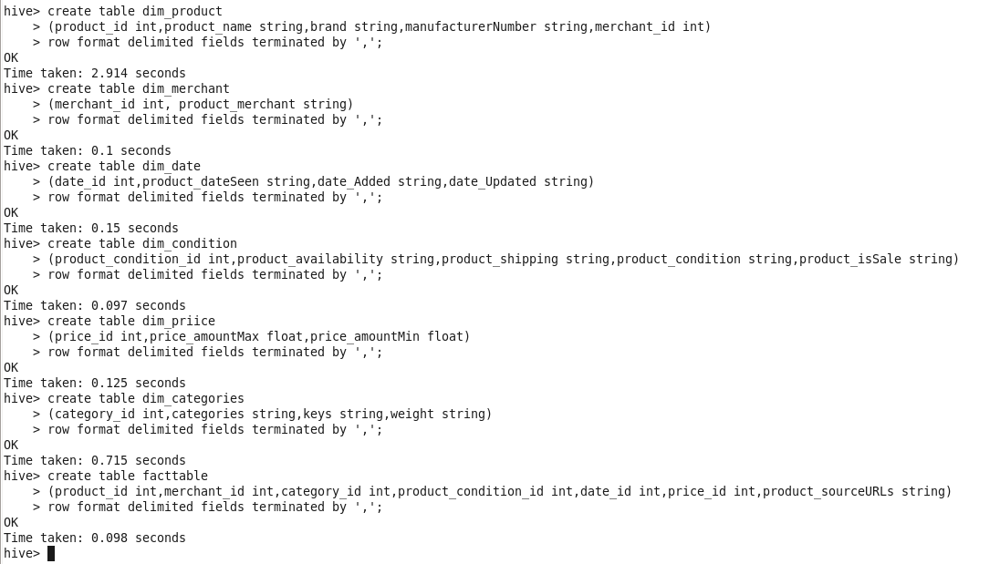 hive> create table dim_product
    > (product_id int,product_name string,brand string,manufacturerNumber string,merchant_id int)
    > row format delimited fields terminated by ',';
OK
Time taken: 2.914 seconds
hive> create table dim_merchant
    > (merchant_id int, product_merchant string)
    > row format delimited fields terminated by ',';
OK
Time taken: 0.1 seconds
hive> create table dim_date
    > (date_id int,product_dateSeen string,date_Added string,date_Updated string)
    > row format delimited fields terminated by ',';
OK
Time taken: 0.15 seconds
hive> create table dim_condition
    > (product_condition_id int,product_availability string,product_shipping string,product_condition string,product_isSale string)
    > row format delimited fields terminated by ',';
OK
Time taken: 0.097 seconds
hive> create table dim_priice
    > (price_id int,price_amountMax float,price_amountMin float)
    > row format delimited fields terminated by ',';
OK
Time taken: 0.125 seconds
hive> create table dim_categories
    > (category_id int,categories string,keys string,weight string)
    > row format delimited fields terminated by ',';
OK
Time taken: 0.715 seconds
hive> create table facttable
    > (product_id int,merchant_id int,category_id int,product_condition_id int,date_id int,price_id int,product_sourceURLs string)
    > row format delimited fields terminated by ',';
OK
Time taken: 0.098 seconds
hive>